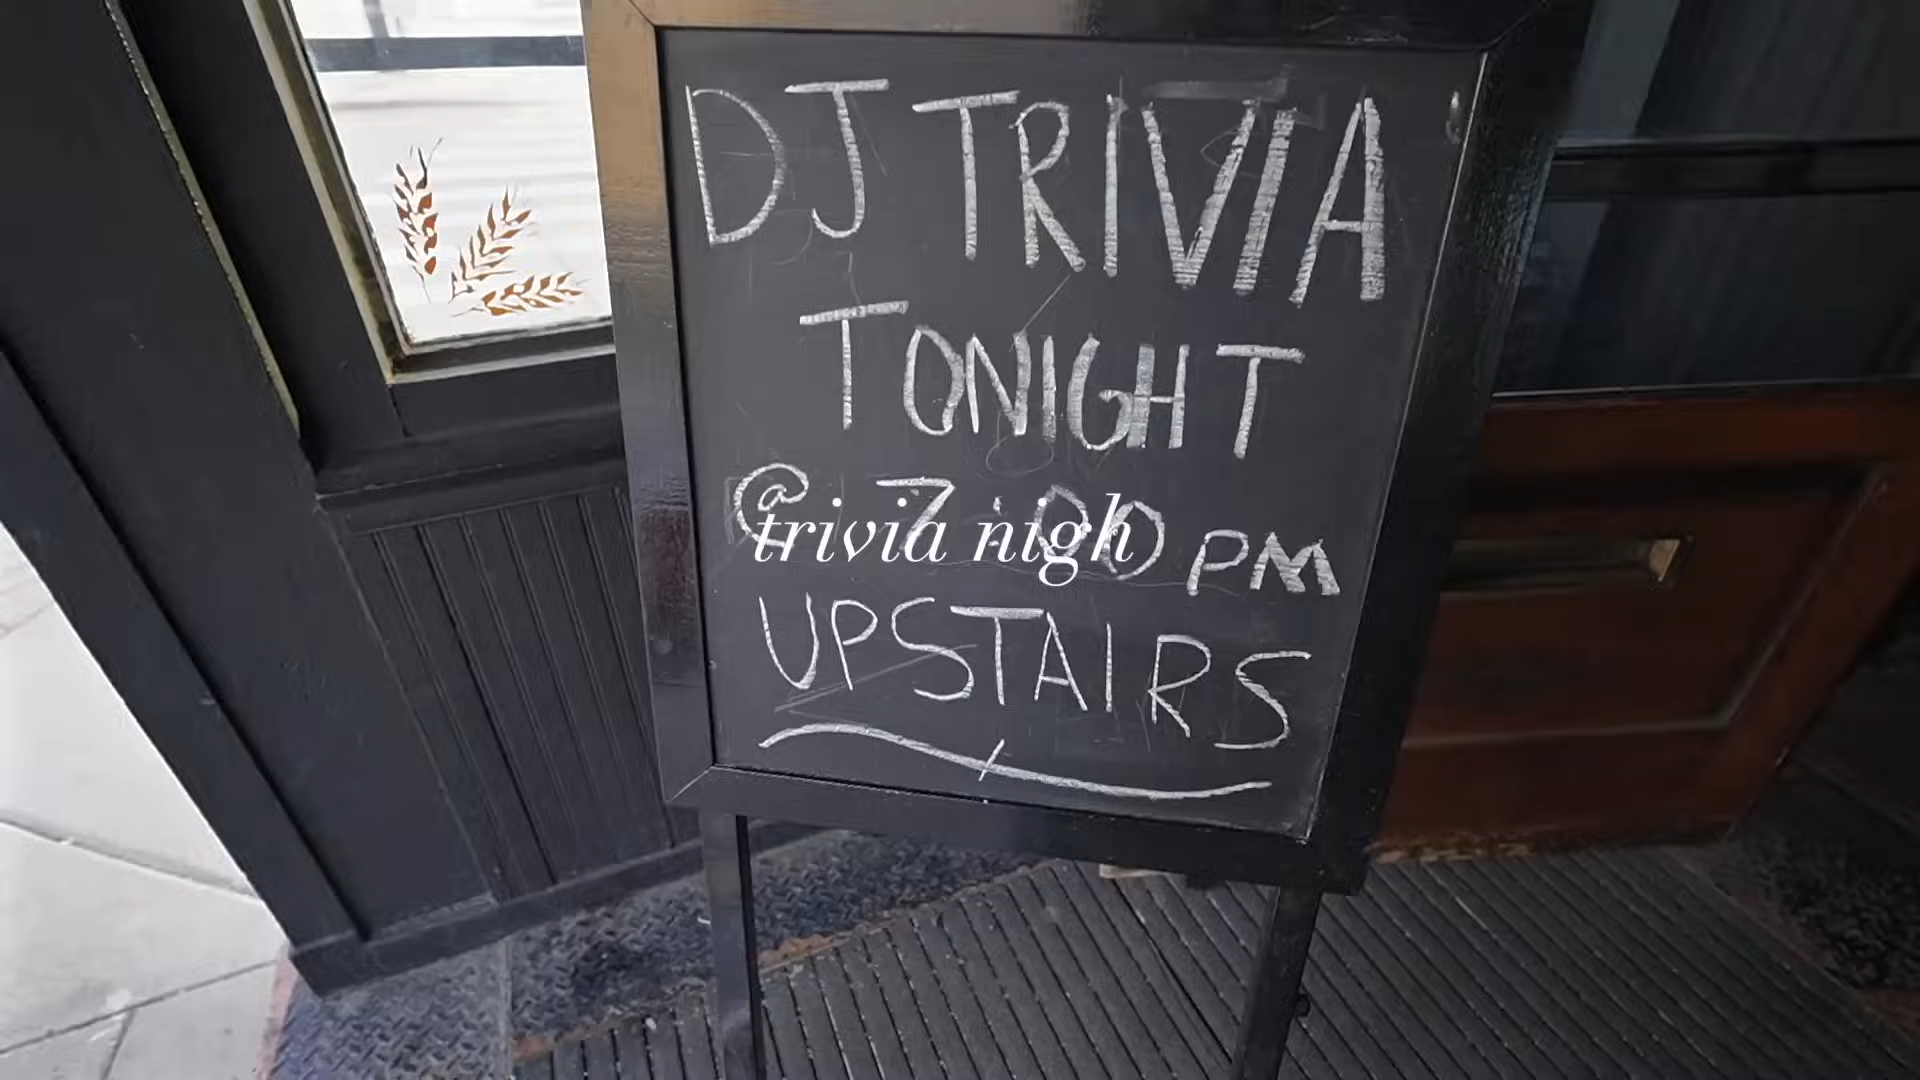 DJ TRIVIA
TONIGHT
@ 7:00 PM
trivia nigh
UPSTAIRS